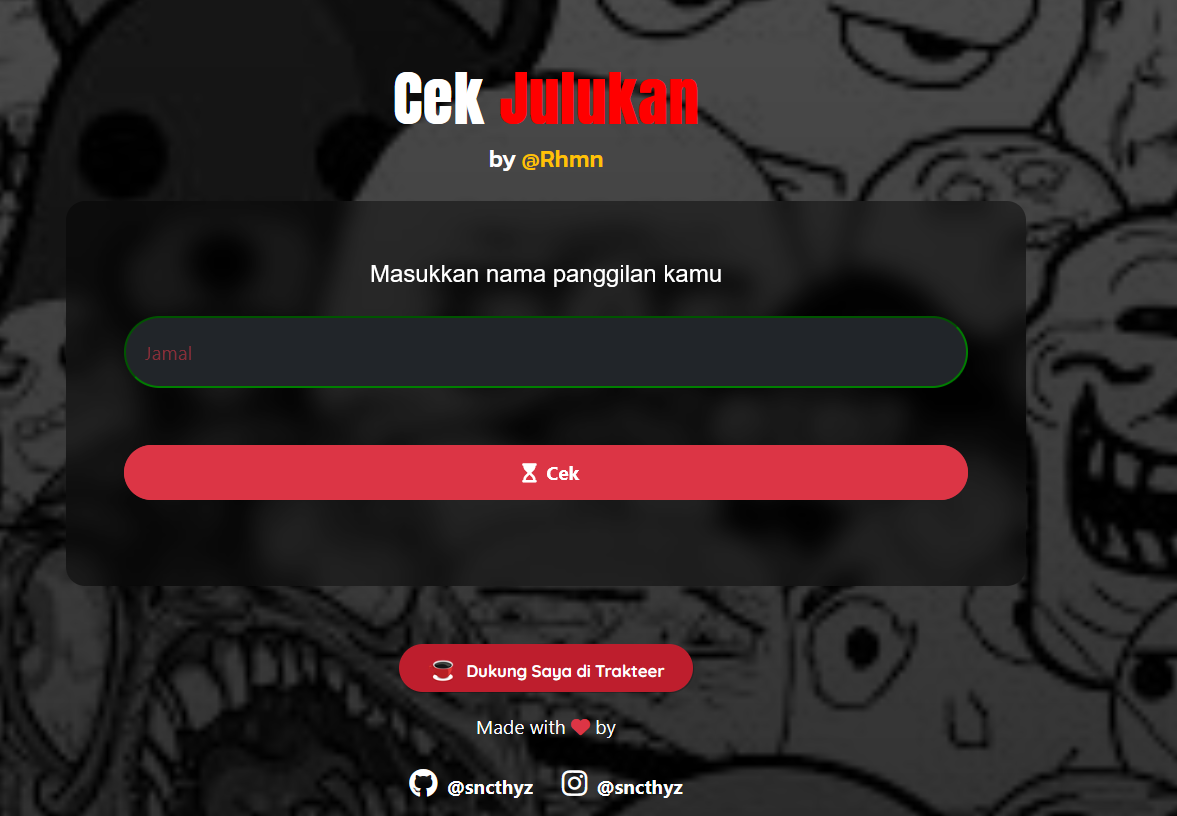 Cek Julukan
by @Rhmn
Masukkan nama panggilan kamu
Jamal
Cek
Dukung Saya di Trakteer
Made with by
@sncthyz @sncthyz